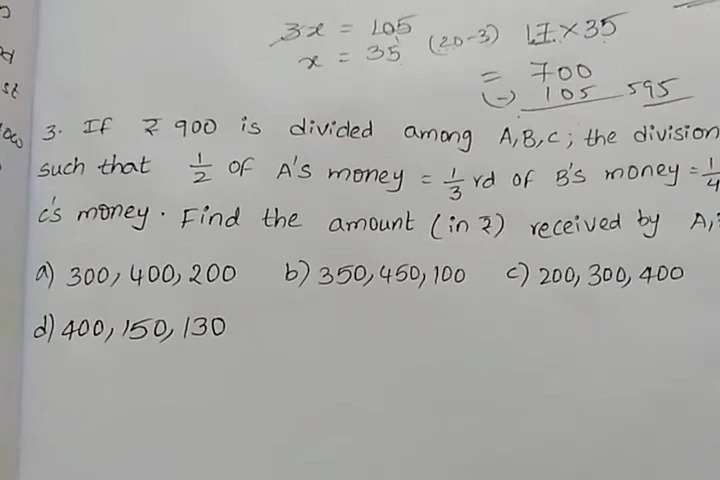 3x = 105
x = 35 (20-3) 17 × 35
= 700
(-) 105 595
3. If ₹ 900 is divided among A,B,C; the division
such that 1/2 of A's money = 1/3 rd of B's money = 1/4
c's money. Find the amount (in ₹) received by A,
a) 300, 400, 200 b) 350, 450, 100 c) 200, 300, 400
d) 400, 150, 130